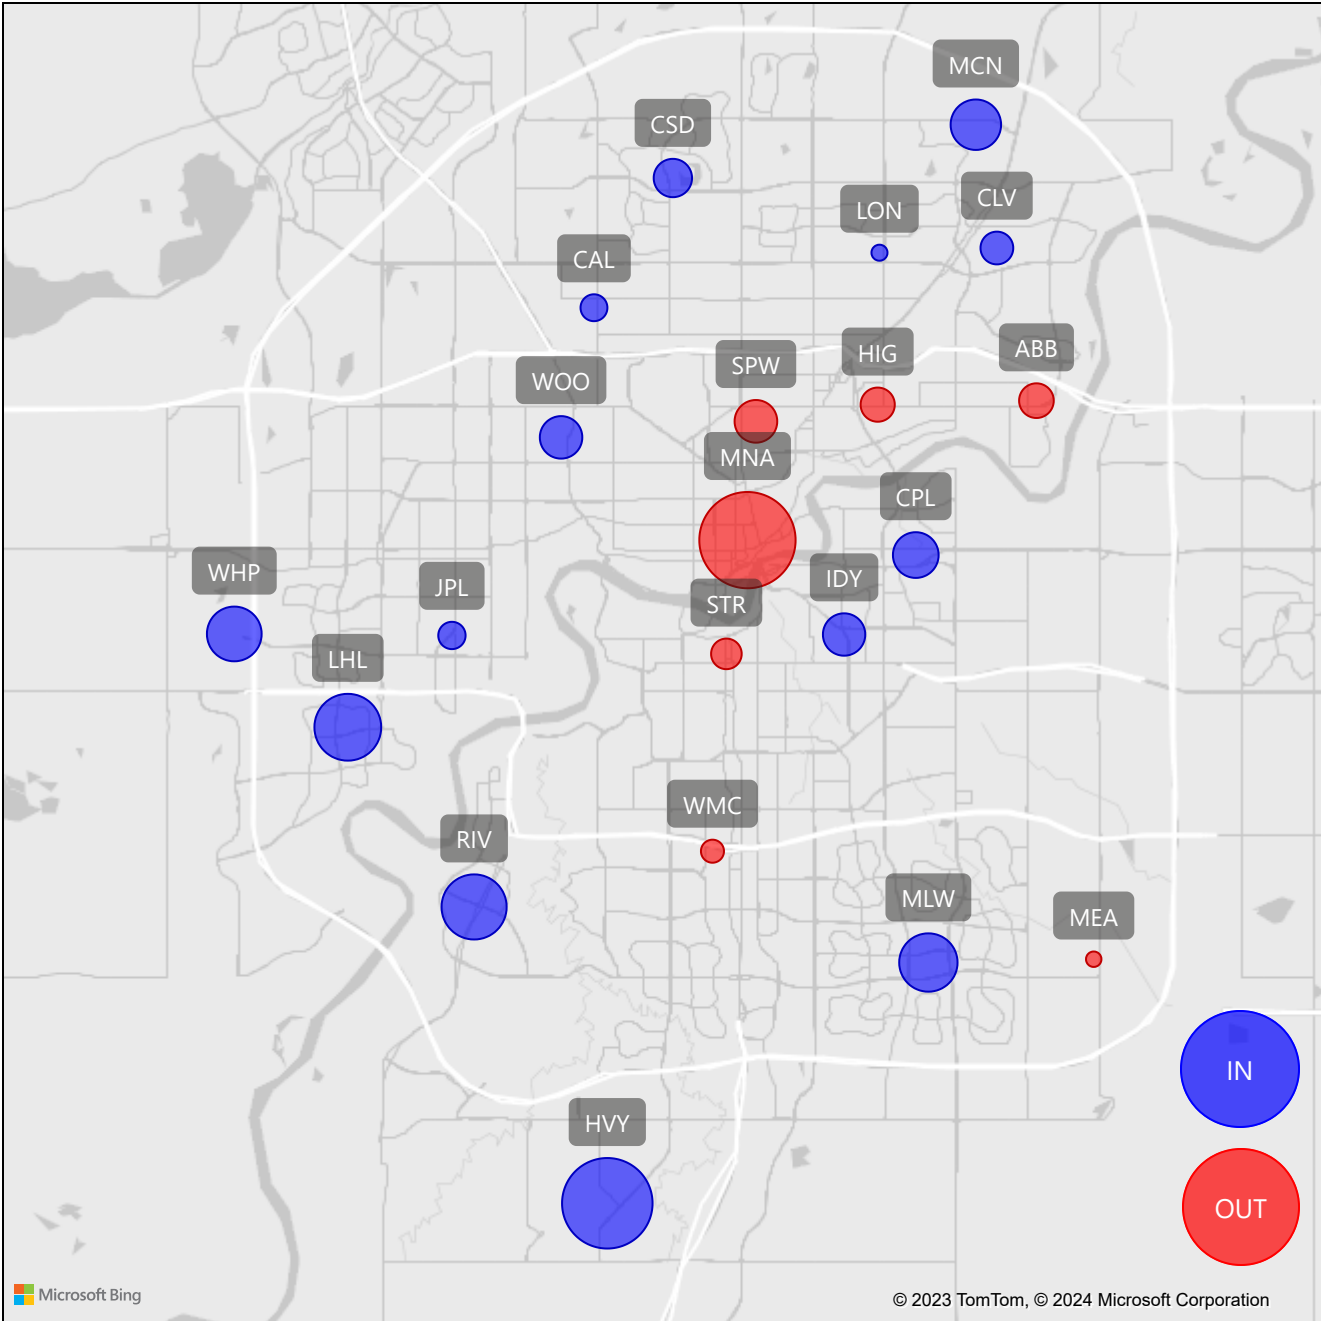 MCN
CSD
CLV
LON
CAL
ABB
HIG
SPW
WOO
MNA
CPL
WHP
IDY
JPL
STR
LHL
WMC
RIV
MLW
MEA
IN
HVY
OUT
Microsoft Bing
© 2023 TomTom, © 2024 Microsoft Corporation